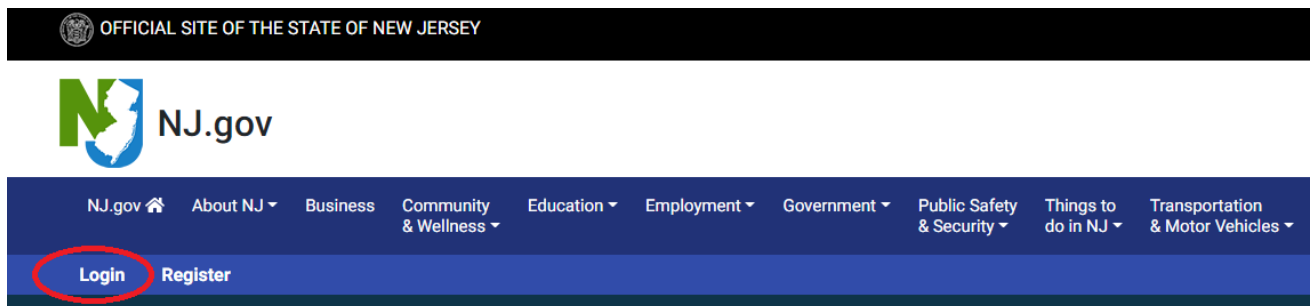 OFFICIAL SITE OF THE STATE OF NEW JERSEY
NJ.gov
NJ.gov About NJ Business Community & Wellness Education Employment Government Public Safety & Security Things to do in NJ Transportation & Motor Vehicles
Login Register